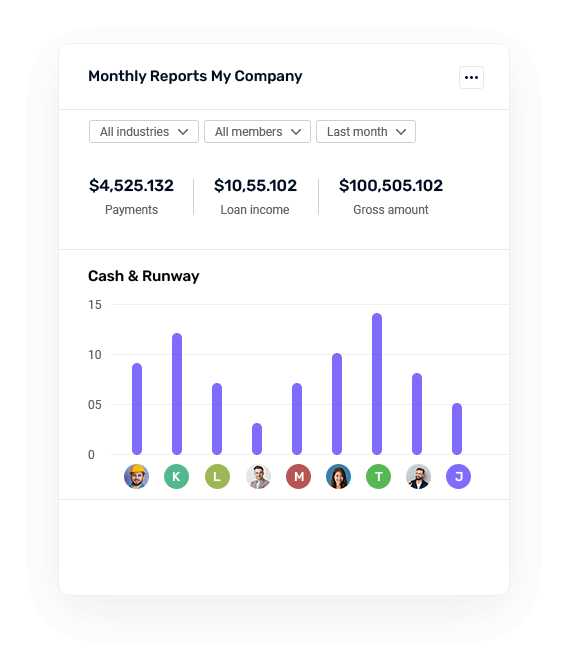 Monthly Reports My Company
All industries All members Last month
$4,525.132 $10,55.102 $100,505.102
Payments Loan income Gross amount
Cash & Runway
15
10
05
0
K L M T J